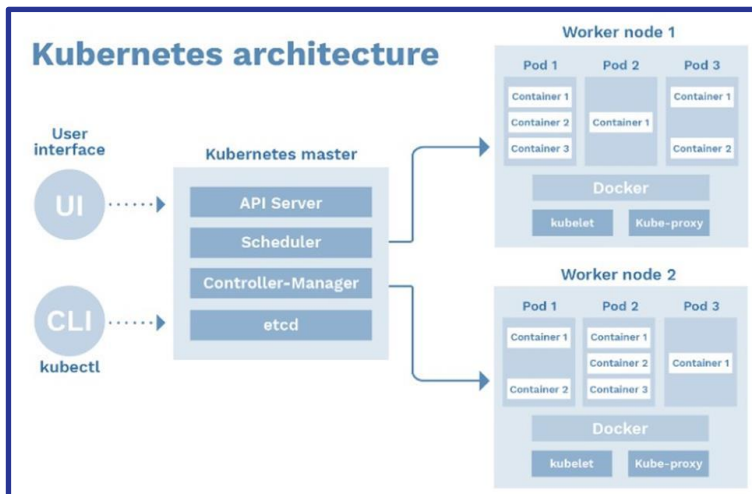 Kubernetes architecture
User
interface
UI
CLI
kubectl
Kubernetes master
API Server
Scheduler
Controller-Manager
etcd
Worker node 1
Pod 1
Container 1
Container 2
Container 3
Pod 2
Container 1
Pod 3
Container 1
Container 2
Docker
kubelet
Kube-proxy
Worker node 2
Pod 1
Container 1
Container 2
Pod 2
Container 1
Container 2
Container 3
Pod 3
Container 1
Docker
kubelet
Kube-proxy